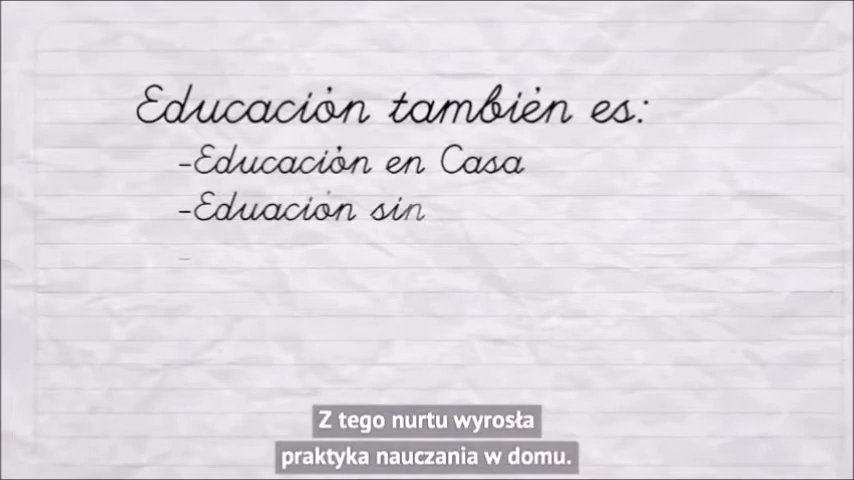 Educación también es:
-Educación en Casa
-Eduación sin
-
Z tego nurtu wyrosła
praktyka nauczania w domu.